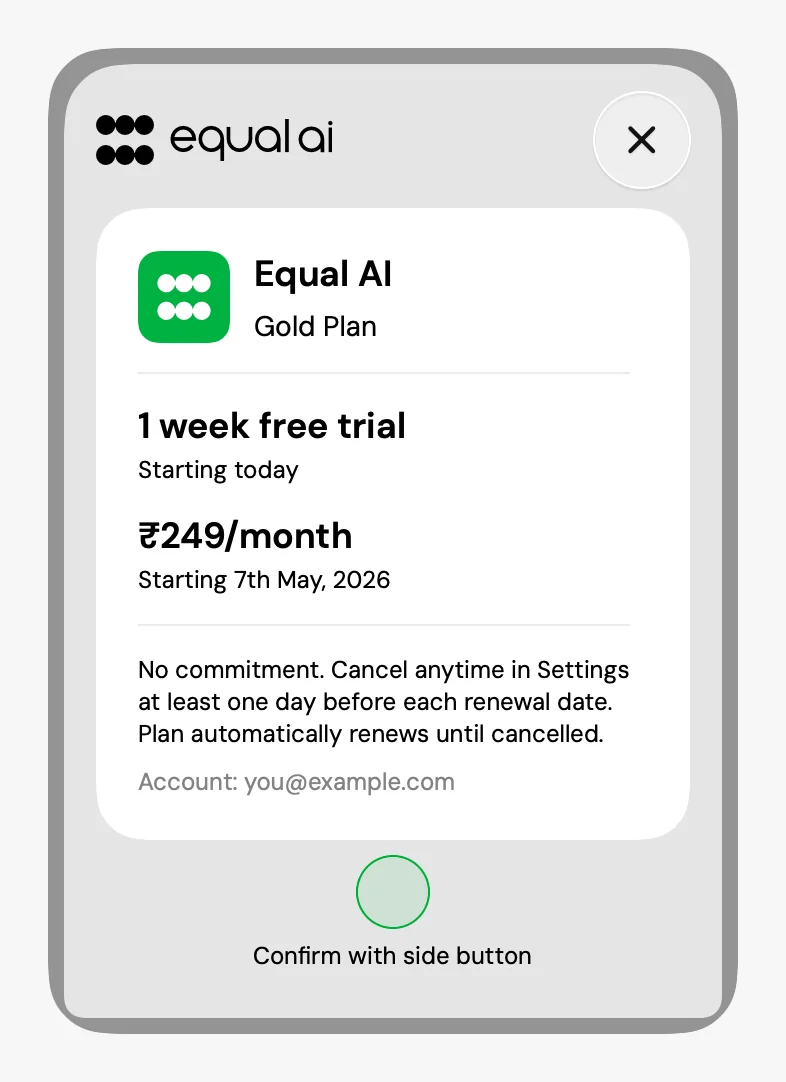 equal ai
Equal AI
Gold Plan
1 week free trial
Starting today
₹249/month
Starting 7th May, 2026
No commitment. Cancel anytime in Settings
at least one day before each renewal date.
Plan automatically renews until cancelled.
Account: you@example.com
Confirm with side button